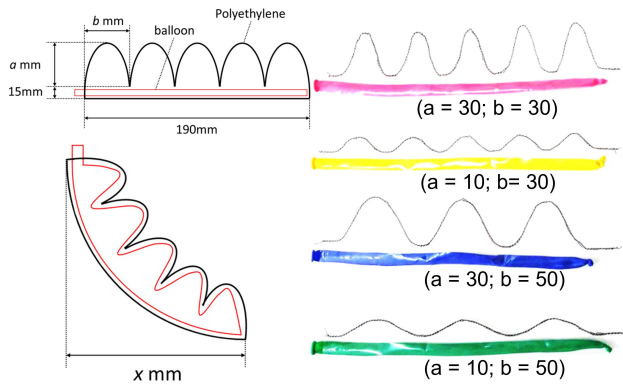 b mm
Polyethylene
balloon
a mm
15mm
190mm
(a = 30; b = 30)
(a = 10; b= 30)
(a = 30; b = 50)
(a = 10; b = 50)
x mm